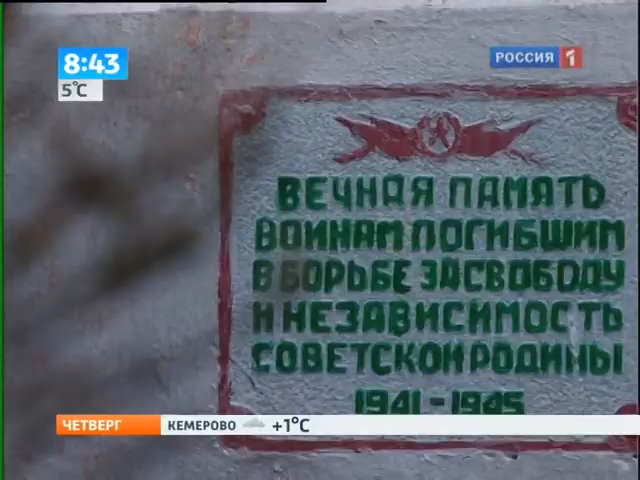 8:43
5°C
РОССИЯ 1
ВЕЧНАЯ ПАМЯТЬ
ВОИНАМ ПОГИБШИМ
В БОРЬБЕ ЗА СВОБОДУ
И НЕЗАВИСИМОСТЬ
СОВЕТСКОЙ РОДИНЫ
1941-1945
ЧЕТВЕРГ КЕМЕРОВО +1°C